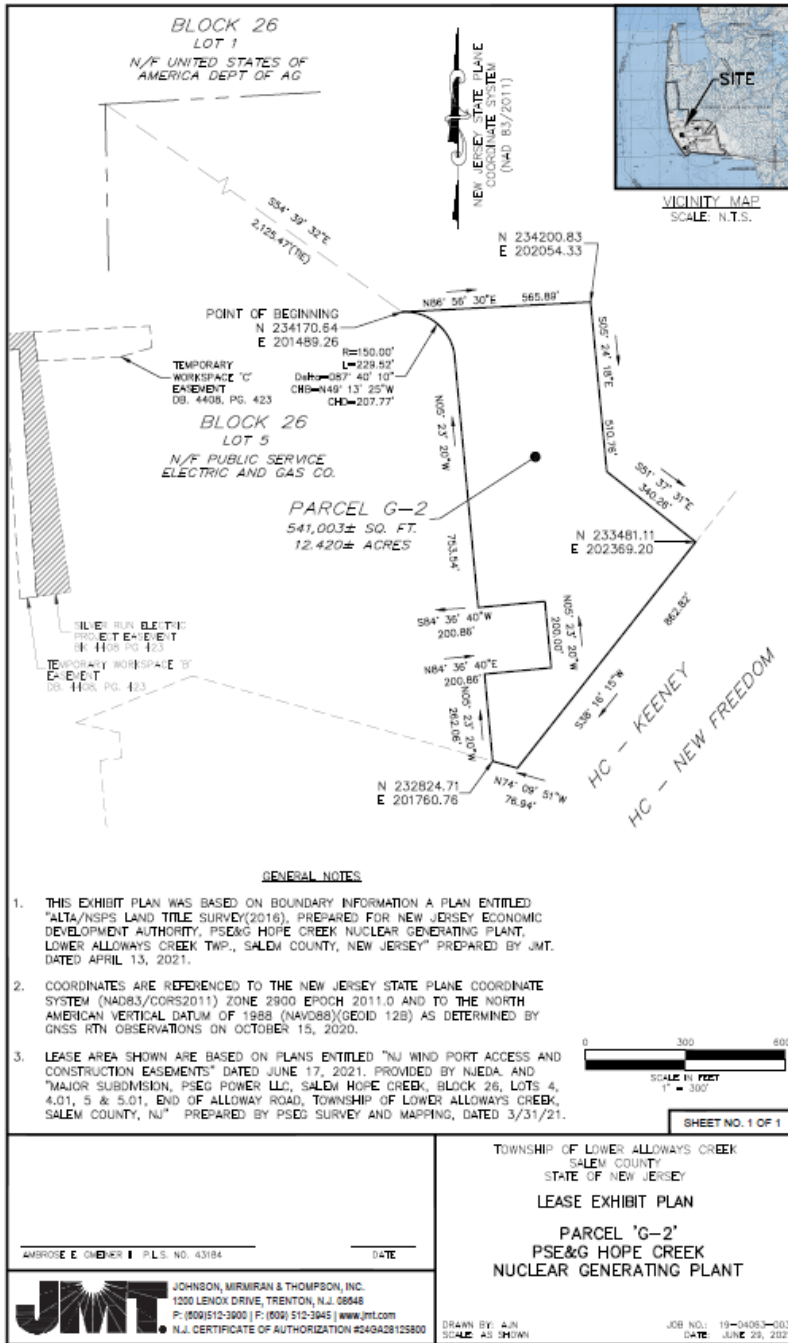 BLOCK 26
LOT 1
N/F UNITED STATES OF
AMERICA DEPT OF AG
NEW JERSEY STATE PLANE
COORDINATE SYSTEM
(NAD 83/2011)
SITE
VICINITY MAP
SCALE: N.T.S.
S54° 39' 32"E
2,125.47'(TIE)
N 234200.83
E 202054.33
N86° 56' 30"E 565.89'
POINT OF BEGINNING
N 234170.64
E 201489.26
R=150.00'
L=229.52'
Delta=087° 40' 10"
CHB=N49° 13' 25"W
CHD=207.77'
TEMPORARY
WORKSPACE 'C'
EASEMENT
DB. 4408, PG. 423
S05° 24' 18"E
510.76'
BLOCK 26
LOT 5
N/F PUBLIC SERVICE
ELECTRIC AND GAS CO.
N05° 23' 20"W
753.54'
S51° 37' 31"E
340.26'
PARCEL G-2
541,003± SQ. FT.
12.420± ACRES
N 233481.11
E 202369.20
S84° 36' 40"W
200.86'
N05° 23' 20"W
200.00'
862.82'
S38° 16' 15"W
SILVER RUN ELECTRIC
PROJECT EASEMENT
BK 4408 PG 423
TEMPORARY WORKSPACE 'B'
EASEMENT
DB. 4408, PG. 423
N84° 36' 40"E
200.86'
N05° 23' 20"W
262.06'
HC - KEENEY
HC - NEW FREEDOM
N 232824.71
E 201760.76
N74° 09' 51"W
76.94'
GENERAL NOTES
1. THIS EXHIBIT PLAN WAS BASED ON BOUNDARY INFORMATION A PLAN ENTITLED
"ALTA/NSPS LAND TITLE SURVEY(2016), PREPARED FOR NEW JERSEY ECONOMIC
DEVELOPMENT AUTHORITY, PSE&G HOPE CREEK NUCLEAR GENERATING PLANT,
LOWER ALLOWAYS CREEK TWP., SALEM COUNTY, NEW JERSEY" PREPARED BY JMT.
DATED APRIL 13, 2021.
2. COORDINATES ARE REFERENCED TO THE NEW JERSEY STATE PLANE COORDINATE
SYSTEM (NAD83/CORS2011) ZONE 2900 EPOCH 2011.0 AND TO THE NORTH
AMERICAN VERTICAL DATUM OF 1988 (NAVD88)(GEOID 12B) AS DETERMINED BY
GNSS RTN OBSERVATIONS ON OCTOBER 15, 2020.
3. LEASE AREA SHOWN ARE BASED ON PLANS ENTITLED "NJ WIND PORT ACCESS AND
CONSTRUCTION EASEMENTS" DATED JUNE 17, 2021. PROVIDED BY NJEDA. AND
"MAJOR SUBDIVISION, PSEG POWER LLC, SALEM HOPE CREEK, BLOCK 26, LOTS 4,
4.01, 5 & 5.01, END OF ALLOWAY ROAD, TOWNSHIP OF LOWER ALLOWAYS CREEK,
SALEM COUNTY, NJ" PREPARED BY PSEG SURVEY AND MAPPING, DATED 3/31/21.
0 300 600
SCALE IN FEET
1" = 300'
SHEET NO. 1 OF 1
TOWNSHIP OF LOWER ALLOWAYS CREEK
SALEM COUNTY
STATE OF NEW JERSEY
LEASE EXHIBIT PLAN
PARCEL 'G-2'
PSE&G HOPE CREEK
NUCLEAR GENERATING PLANT
AMBROSE E. P.L.S. NO. 43184 DATE
JMT.
JOHNSON, MIRMIRAN & THOMPSON, INC.
1200 LENOX DRIVE, TRENTON, N.J. 08648
P: (609)512-3900 | F: (609) 512-3945 | www.jmt.com
N.J. CERTIFICATE OF AUTHORIZATION #24GA28125800
DRAWN BY: AJN
SCALE: AS SHOWN
JOB NO.: 19-04063-003
DATE: JUNE 29, 202